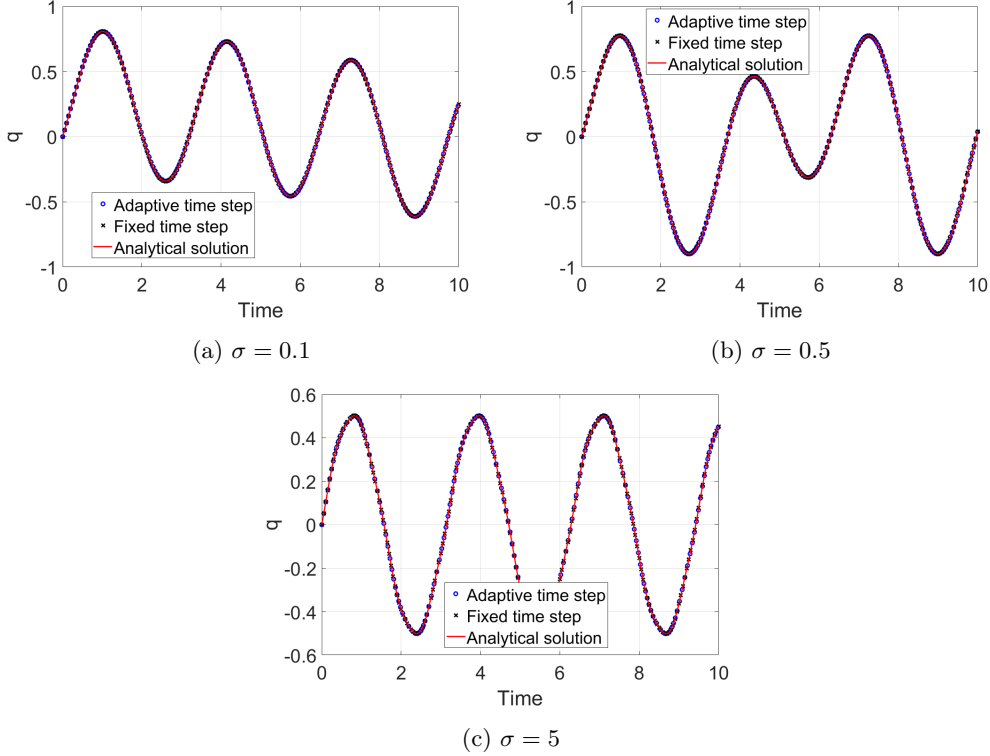 1
0.5
0
-0.5
-1
q
0 2 4 6 8 10
Time
Adaptive time step
Fixed time step
Analytical solution
(a) σ = 0.1
1
0.5
0
-0.5
-1
q
0 2 4 6 8 10
Time
Adaptive time step
Fixed time step
Analytical solution
(b) σ = 0.5
0.6
0.4
0.2
0
-0.2
-0.4
-0.6
q
0 2 4 6 8 10
Time
Adaptive time step
Fixed time step
Analytical solution
(c) σ = 5